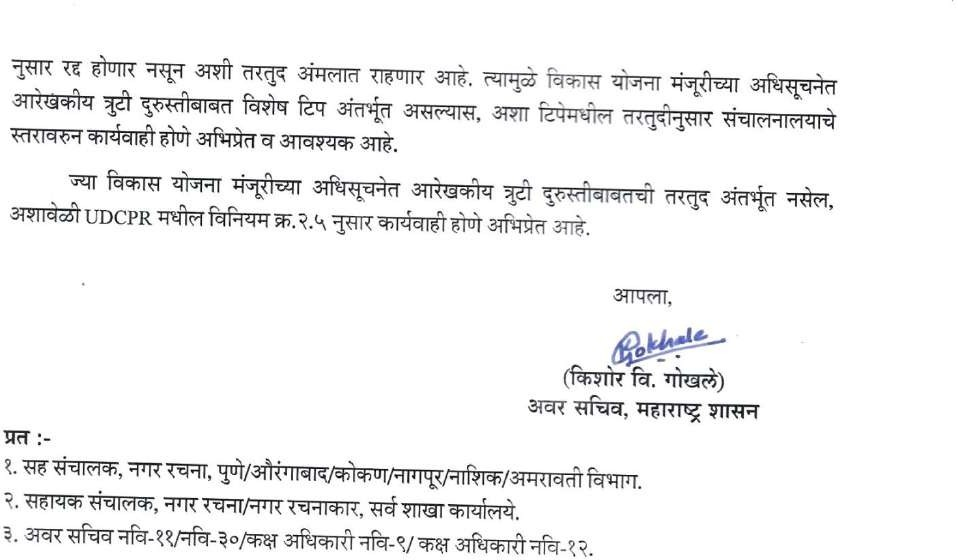 नुसार रद्द होणार नसून अशी तरतुद अंमलात राहणार आहे. त्यामुळे विकास योजना मंजूरीच्या अधिसूचनेत
आरेखकीय त्रुटी दुरुस्तीबाबत विशेष टिप अंतर्भूत असल्यास, अशा टिपेमधील तरतुदीनुसार संचालनालयाचे
स्तरावरुन कार्यवाही होणे अभिप्रेत व आवश्यक आहे.
ज्या विकास योजना मंजूरीच्या अधिसूचनेत आरेखकीय त्रुटी दुरुस्तीबाबतची तरतुद अंतर्भूत नसेल,
अशावेळी UDCPR मधील विनियम क्र.२.५ नुसार कार्यवाही होणे अभिप्रेत आहे.
आपला,
Gokhale
(किशोर वि. गोखले)
अवर सचिव, महाराष्ट्र शासन
प्रत :-
१. सह संचालक, नगर रचना, पुणे/औरंगाबाद/कोकण/नागपूर/नाशिक/अमरावती विभाग.
२. सहायक संचालक, नगर रचना/नगर रचनाकार, सर्व शाखा कार्यालये.
३. अवर सचिव नवि-११/नवि-३०/कक्ष अधिकारी नवि-९/ कक्ष अधिकारी नवि-१२.